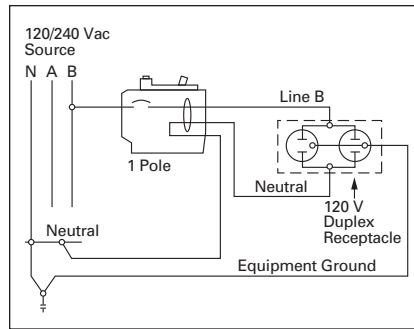 120/240 Vac
Source
N A B
Line B
1 Pole
Neutral
120 V
Duplex
Receptacle
Neutral
Equipment Ground